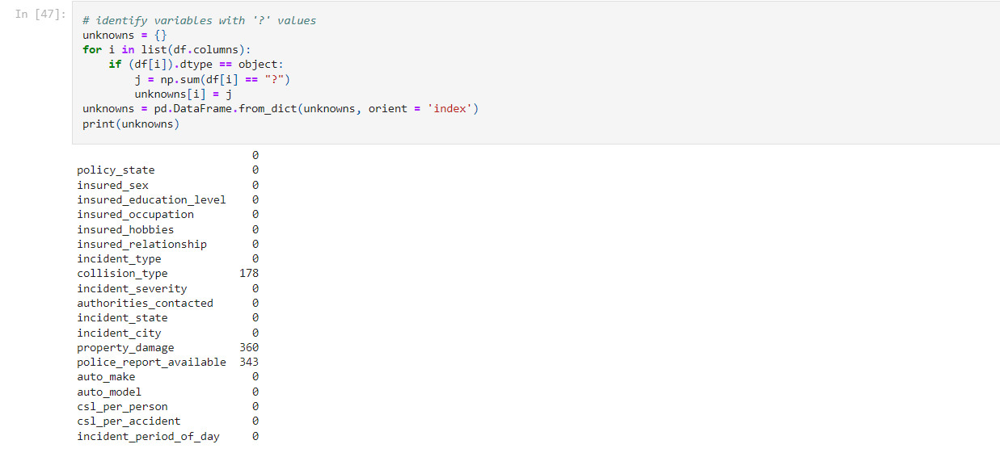 In [47]:
# identify variables with '?' values
unknowns = {}
for i in list(df.columns):
    if (df[i]).dtype == object:
        j = np.sum(df[i] == "?")
        unknowns[i] = j
unknowns = pd.DataFrame.from_dict(unknowns, orient = 'index')
print(unknowns)
                           0
policy_state               0
insured_sex                0
insured_education_level    0
insured_occupation         0
insured_hobbies            0
insured_relationship       0
incident_type              0
collision_type           178
incident_severity          0
authorities_contacted      0
incident_state             0
incident_city              0
property_damage          360
police_report_available  343
auto_make                  0
auto_model                 0
csl_per_person             0
csl_per_accident           0
incident_period_of_day     0